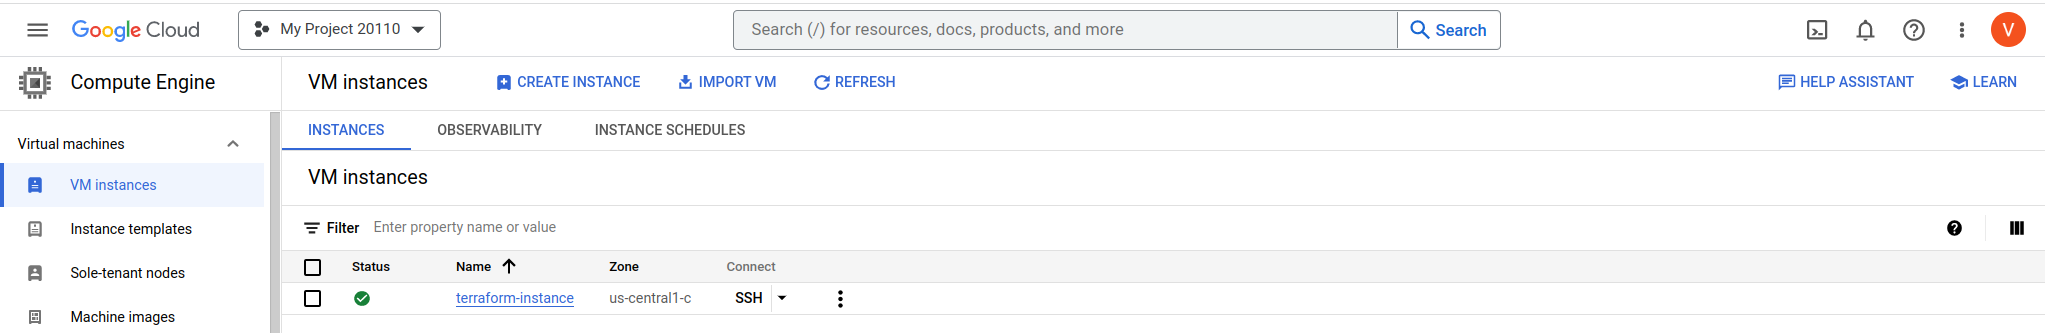 Google Cloud My Project 20110 Search (/) for resources, docs, products, and more Search V
Compute Engine VM instances CREATE INSTANCE IMPORT VM REFRESH HELP ASSISTANT LEARN
INSTANCES OBSERVABILITY INSTANCE SCHEDULES
Virtual machines
VM instances
VM instances
Instance templates
Filter Enter property name or value
Sole-tenant nodes
Status Name Zone Connect
terraform-instance us-central1-c SSH
Machine images